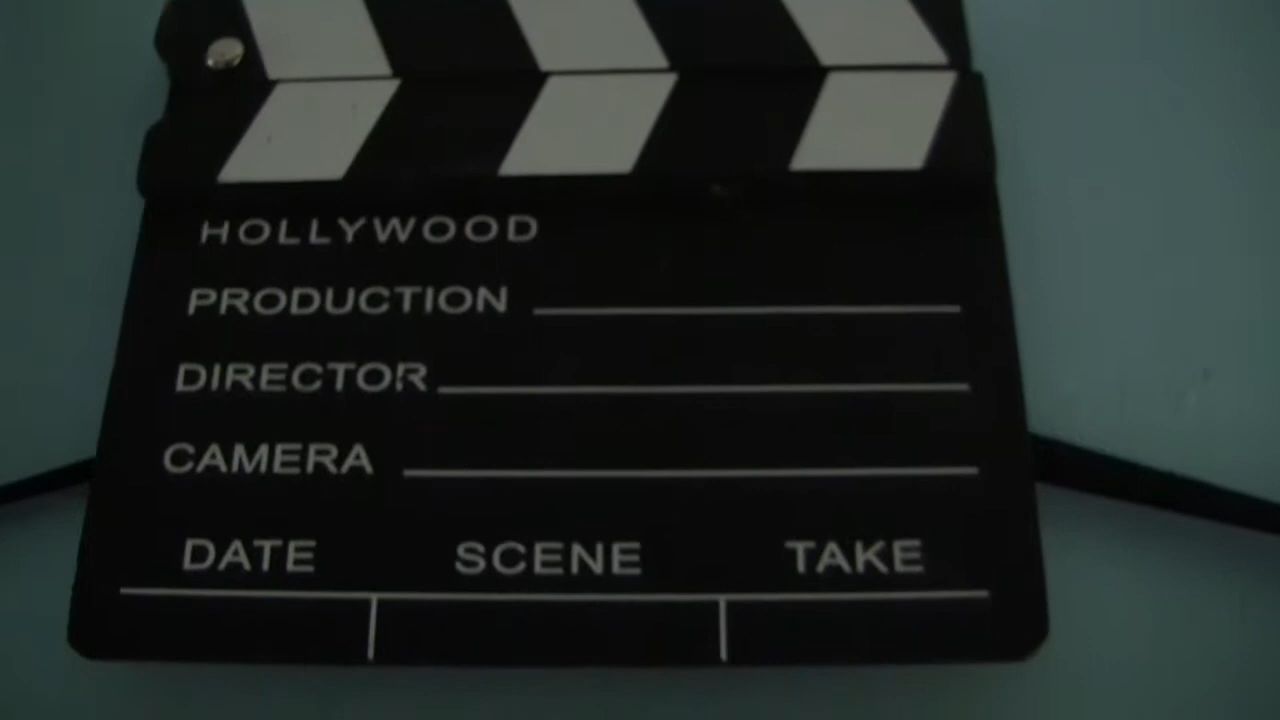 HOLLYWOOD
PRODUCTION
DIRECTOR
CAMERA
DATE SCENE TAKE